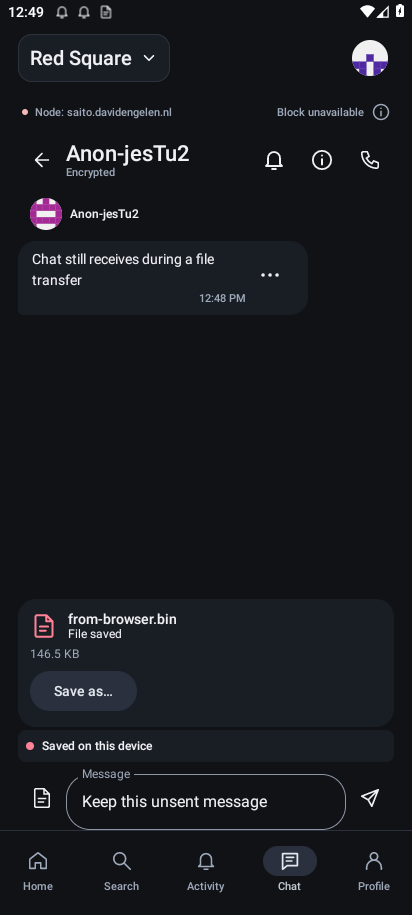 12:49
Red Square
Node: saito.davidengelen.nl
Block unavailable
Anon-jesTu2
Encrypted
Anon-jesTu2
Chat still receives during a file
transfer
12:48 PM
from-browser.bin
File saved
146.5 KB
Save as...
Saved on this device
Message
Keep this unsent message
Home
Search
Activity
Chat
Profile